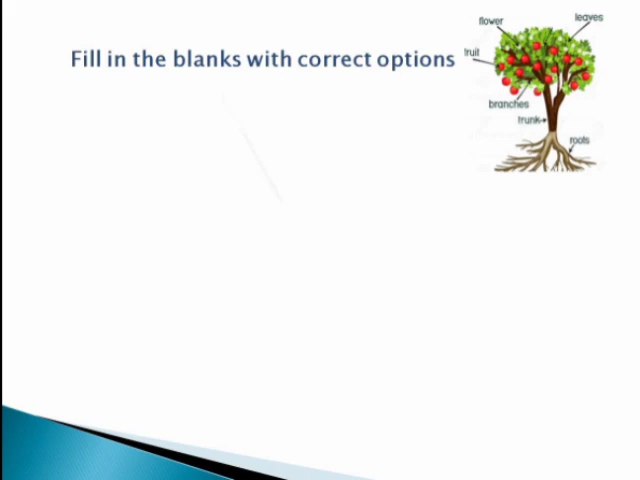 Fill in the blanks with correct options
flower
leaves
fruit
branches
trunk
roots